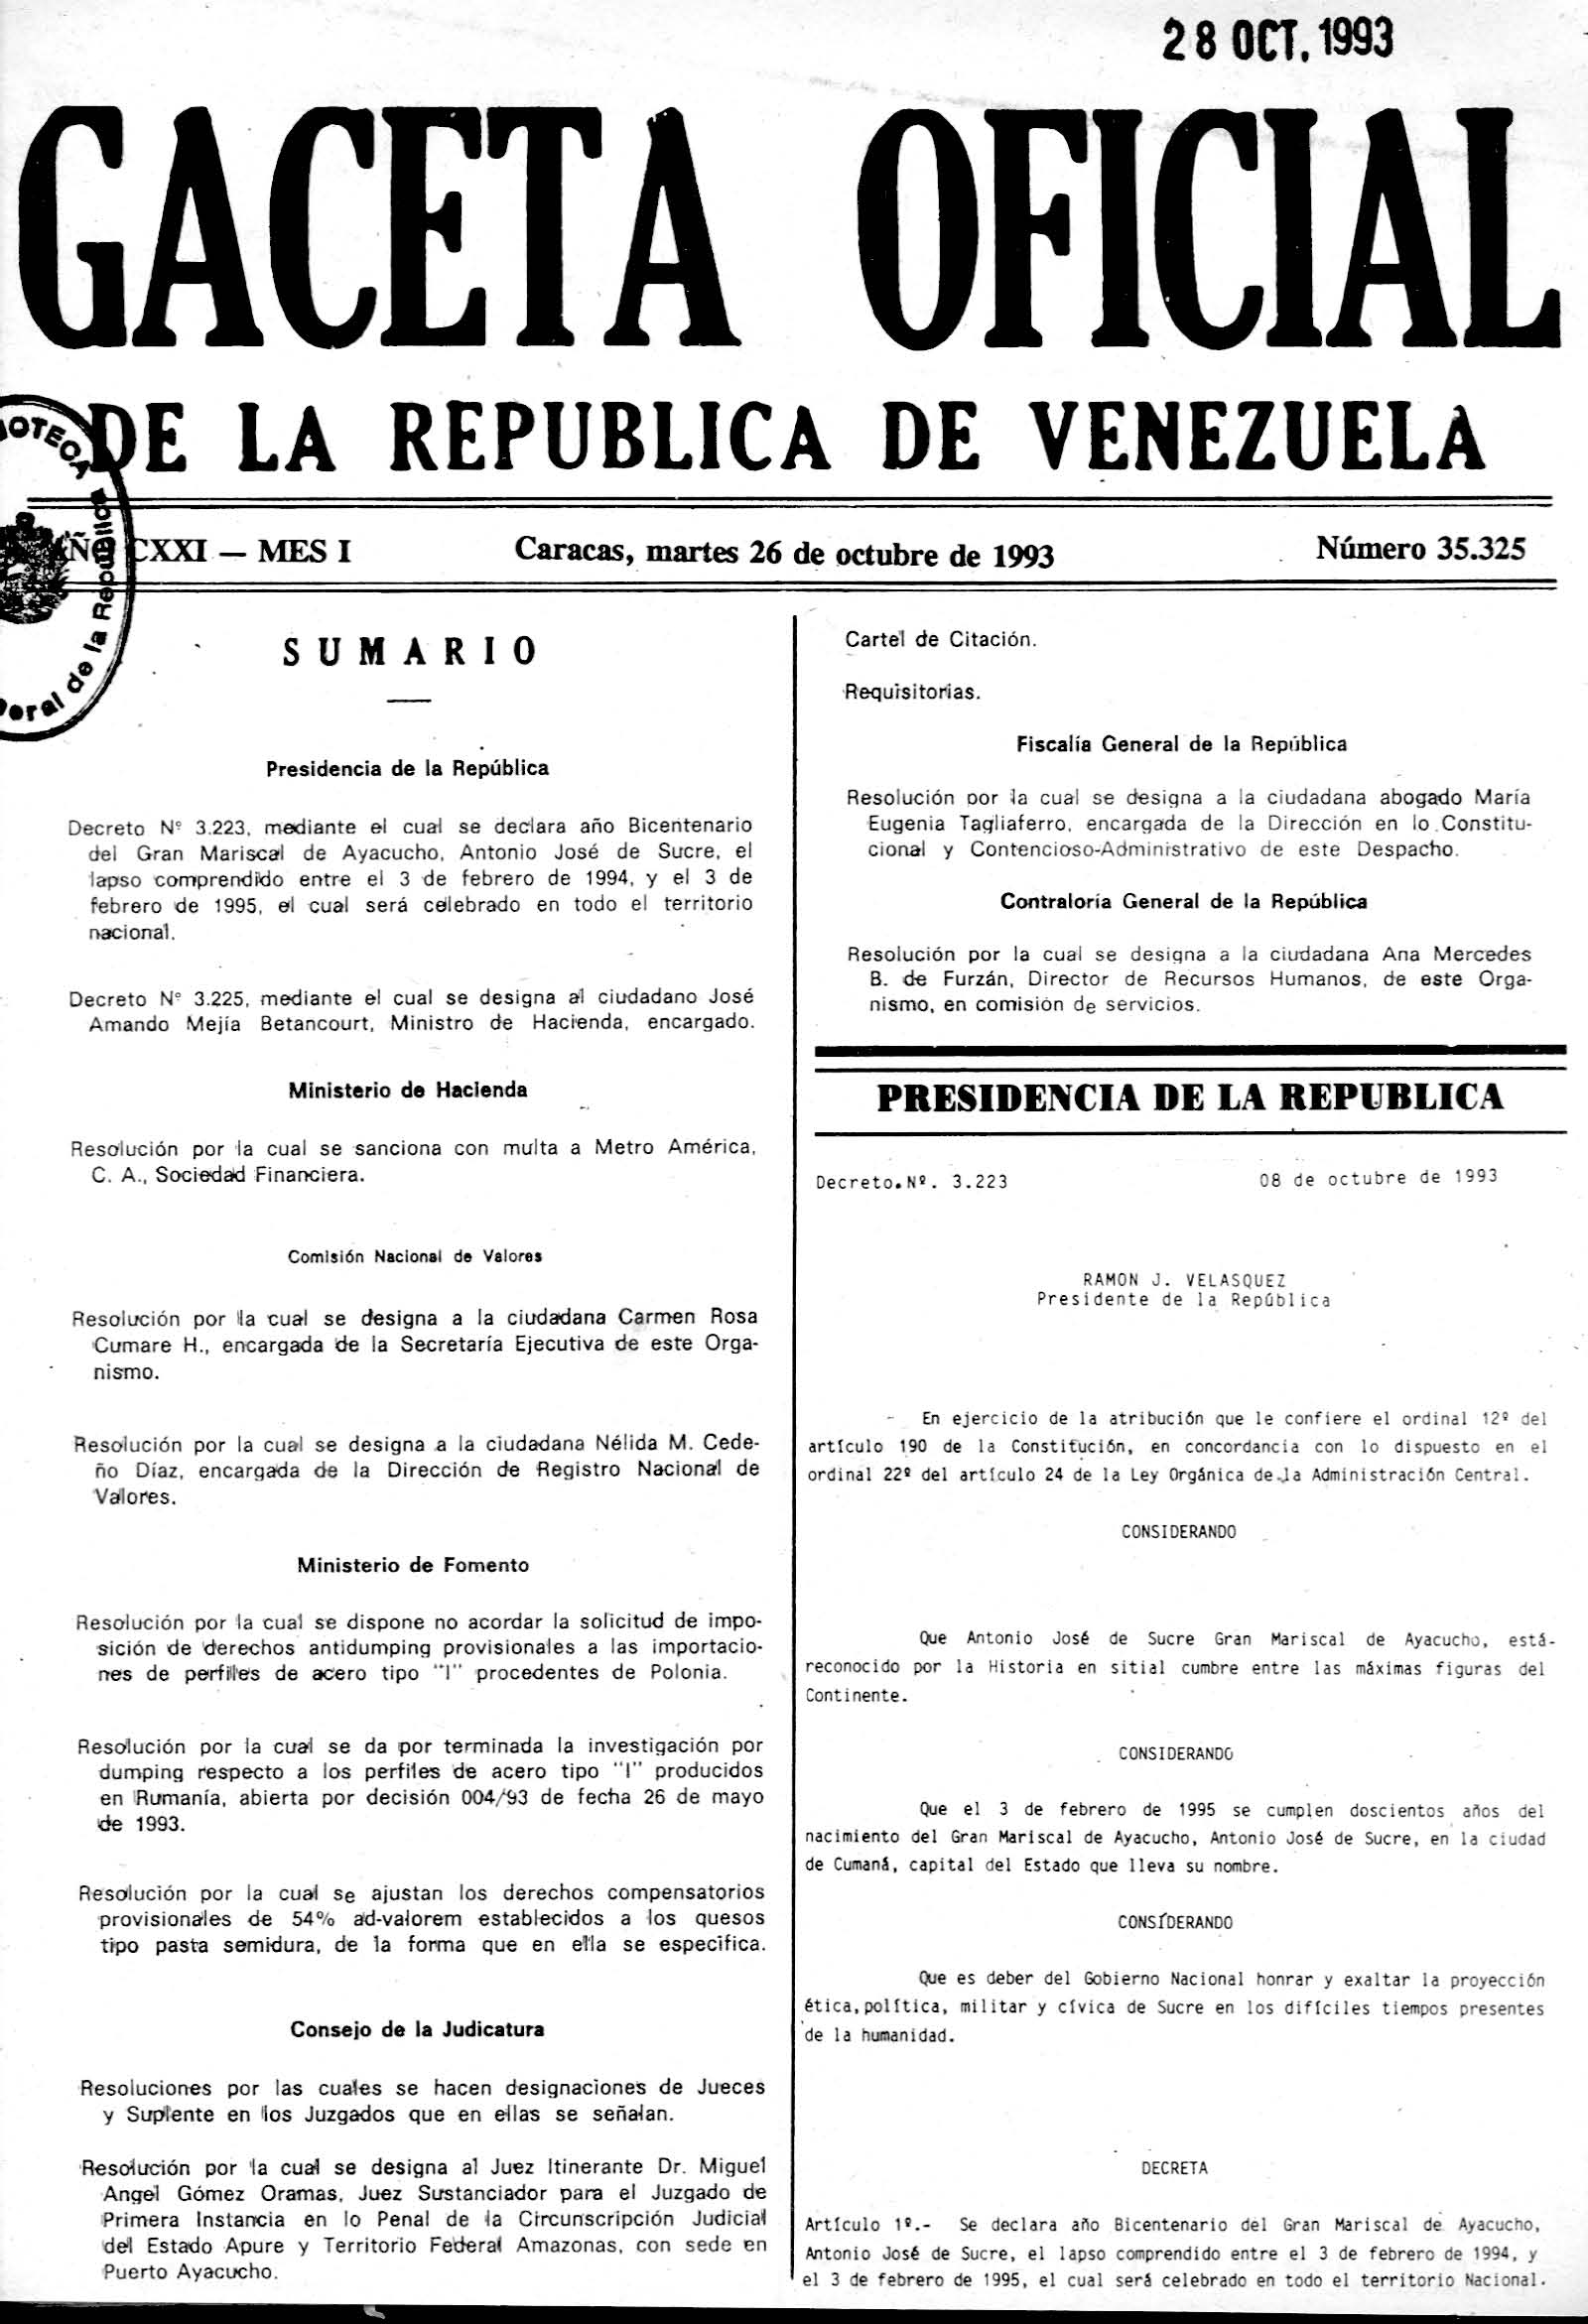 28 OCT. 1993
GACETA OFICIAL
DE LA REPUBLICA DE VENEZUELA
AÑO CXXI — MES I
Caracas, martes 26 de octubre de 1993
Número 35.325
de la República
SUMARIO
Presidencia de la República
Decreto Nº 3.223, mediante el cual se declara año Bicentenario
del Gran Mariscal de Ayacucho, Antonio José de Sucre, el
lapso comprendido entre el 3 de febrero de 1994, y el 3 de
febrero de 1995, el cual será celebrado en todo el territorio
nacional.
Decreto Nº 3.225, mediante el cual se designa al ciudadano José
Amando Mejía Betancourt, Ministro de Hacienda, encargado.
Ministerio de Hacienda
Resolución por la cual se sanciona con multa a Metro América,
C. A., Sociedad Financiera.
Comisión Nacional de Valores
Resolución por la cual se designa a la ciudadana Carmen Rosa
Cumare H., encargada de la Secretaría Ejecutiva de este Orga-
nismo.
Resolución por la cual se designa a la ciudadana Nélida M. Cede-
ño Díaz, encargada de la Dirección de Registro Nacional de
Valores.
Ministerio de Fomento
Resolución por la cual se dispone no acordar la solicitud de impo-
sición de derechos antidumping provisionales a las importacio-
nes de perfiles de acero tipo "I" procedentes de Polonia.
Resolución por la cual se da por terminada la investigación por
dumping respecto a los perfiles de acero tipo "I" producidos
en Rumanía, abierta por decisión 004/93 de fecha 26 de mayo
de 1993.
Resolución por la cual se ajustan los derechos compensatorios
provisionales de 54% ad-valorem establecidos a los quesos
tipo pasta semidura, de la forma que en ella se especifica.
Consejo de la Judicatura
Resoluciones por las cuales se hacen designaciones de Jueces
y Suplente en los Juzgados que en ellas se señalan.
Resolución por la cual se designa al Juez Itinerante Dr. Miguel
Angel Gómez Oramas, Juez Sustanciador para el Juzgado de
Primera Instancia en lo Penal de la Circunscripción Judicial
del Estado Apure y Territorio Federal Amazonas, con sede en
Puerto Ayacucho.
Cartel de Citación.
Requisitorias.
Fiscalía General de la República
Resolución por la cual se designa a la ciudadana abogado María
Eugenia Tagliaferro, encargada de la Dirección en lo Constitu-
cional y Contencioso-Administrativo de este Despacho.
Contraloría General de la República
Resolución por la cual se designa a la ciudadana Ana Mercedes
B. de Furzán, Director de Recursos Humanos, de este Orga-
nismo, en comisión de servicios.
PRESIDENCIA DE LA REPUBLICA
Decreto.Nº. 3.223 08 de octubre de 1993
RAMON J. VELASQUEZ
Presidente de la República
En ejercicio de la atribución que le confiere el ordinal 12º del
artículo 190 de la Constitución, en concordancia con lo dispuesto en el
ordinal 22º del artículo 24 de la Ley Orgánica de la Administración Central.
CONSIDERANDO
Que Antonio José de Sucre Gran Mariscal de Ayacucho, está-
reconocido por la Historia en sitial cumbre entre las máximas figuras del
Continente.
CONSIDERANDO
Que el 3 de febrero de 1995 se cumplen doscientos años del
nacimiento del Gran Mariscal de Ayacucho, Antonio José de Sucre, en la ciudad
de Cumaná, capital del Estado que lleva su nombre.
CONSIDERANDO
Que es deber del Gobierno Nacional honrar y exaltar la proyección
ética, política, militar y cívica de Sucre en los difíciles tiempos presentes
de la humanidad.
DECRETA
Artículo 1º.- Se declara año Bicentenario del Gran Mariscal de Ayacucho,
Antonio José de Sucre, el lapso comprendido entre el 3 de febrero de 1994, y
el 3 de febrero de 1995, el cual será celebrado en todo el territorio Nacional.